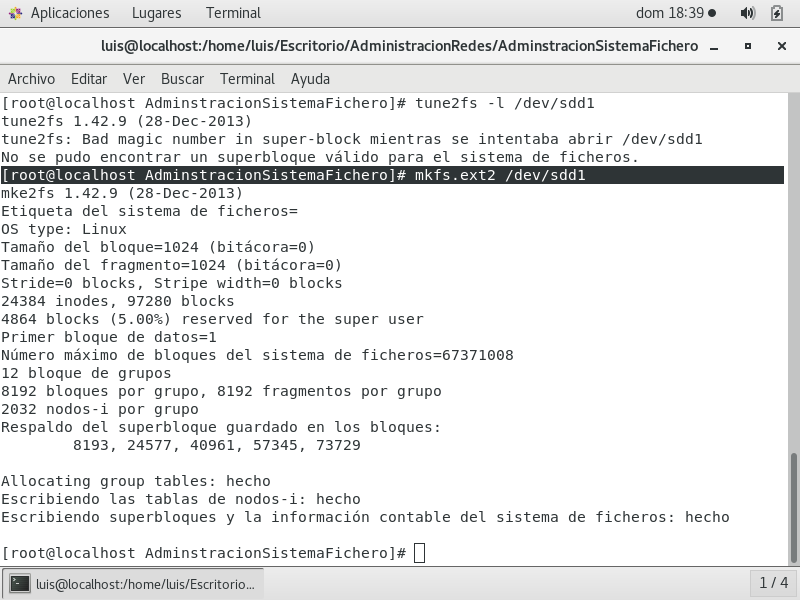 Aplicaciones Lugares Terminal dom 18:39
luis@localhost:/home/luis/Escritorio/AdministracionRedes/AdminstracionSistemaFichero
Archivo Editar Ver Buscar Terminal Ayuda
[root@localhost AdminstracionSistemaFichero]# tune2fs -l /dev/sdd1
tune2fs 1.42.9 (28-Dec-2013)
tune2fs: Bad magic number in super-block mientras se intentaba abrir /dev/sdd1
No se pudo encontrar un superbloque válido para el sistema de ficheros.
[root@localhost AdminstracionSistemaFichero]# mkfs.ext2 /dev/sdd1
mke2fs 1.42.9 (28-Dec-2013)
Etiqueta del sistema de ficheros=
OS type: Linux
Tamaño del bloque=1024 (bitácora=0)
Tamaño del fragmento=1024 (bitácora=0)
Stride=0 blocks, Stripe width=0 blocks
24384 inodes, 97280 blocks
4864 blocks (5.00%) reserved for the super user
Primer bloque de datos=1
Número máximo de bloques del sistema de ficheros=67371008
12 bloque de grupos
8192 bloques por grupo, 8192 fragmentos por grupo
2032 nodos-i por grupo
Respaldo del superbloque guardado en los bloques:
8193, 24577, 40961, 57345, 73729
Allocating group tables: hecho
Escribiendo las tablas de nodos-i: hecho
Escribiendo superbloques y la información contable del sistema de ficheros: hecho
[root@localhost AdminstracionSistemaFichero]#
luis@localhost:/home/luis/Escritorio... 1 / 4